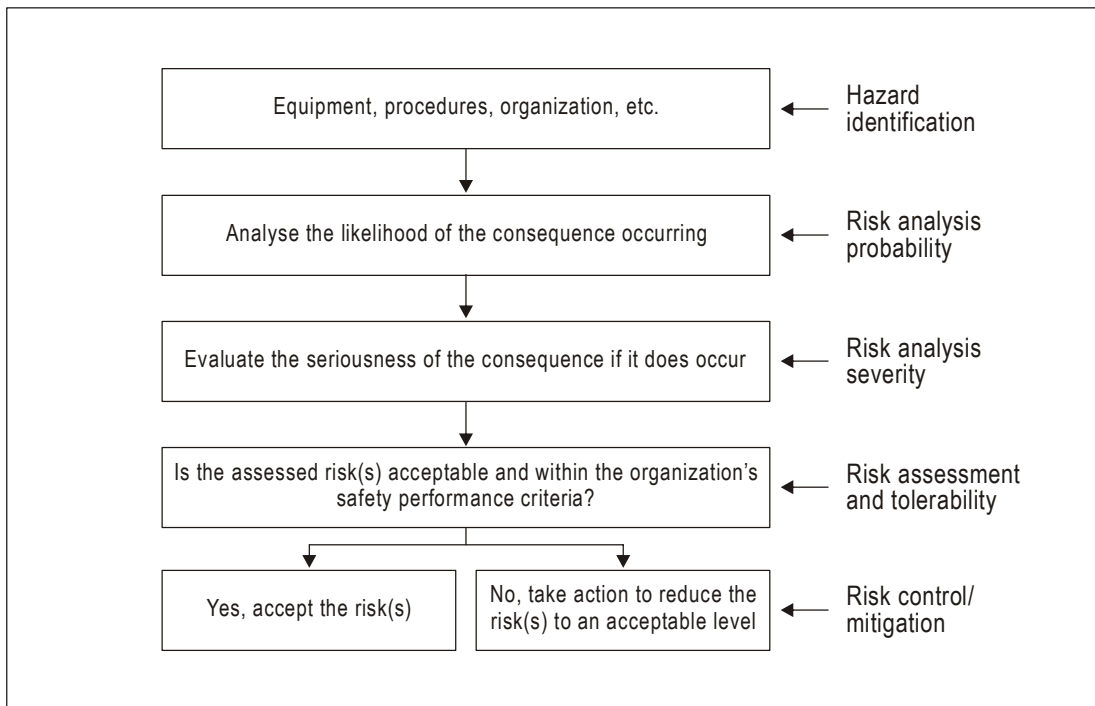 Equipment, procedures, organization, etc.
Hazard
identification
Analyse the likelihood of the consequence occurring
Risk analysis
probability
Evaluate the seriousness of the consequence if it does occur
Risk analysis
severity
Is the assessed risk(s) acceptable and within the organization’s
safety performance criteria?
Risk assessment
and tolerability
Yes, accept the risk(s)
No, take action to reduce the
risk(s) to an acceptable level
Risk control/
mitigation